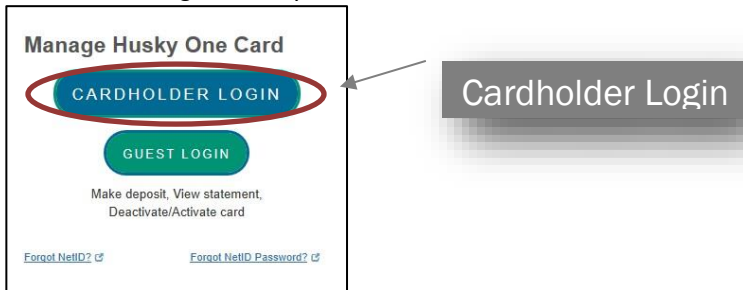 Manage Husky One Card
CARDHOLDER LOGIN
Cardholder Login
GUEST LOGIN
Make deposit, View statement,
Deactivate/Activate card
Forgot NetID?
Forgot NetID Password?